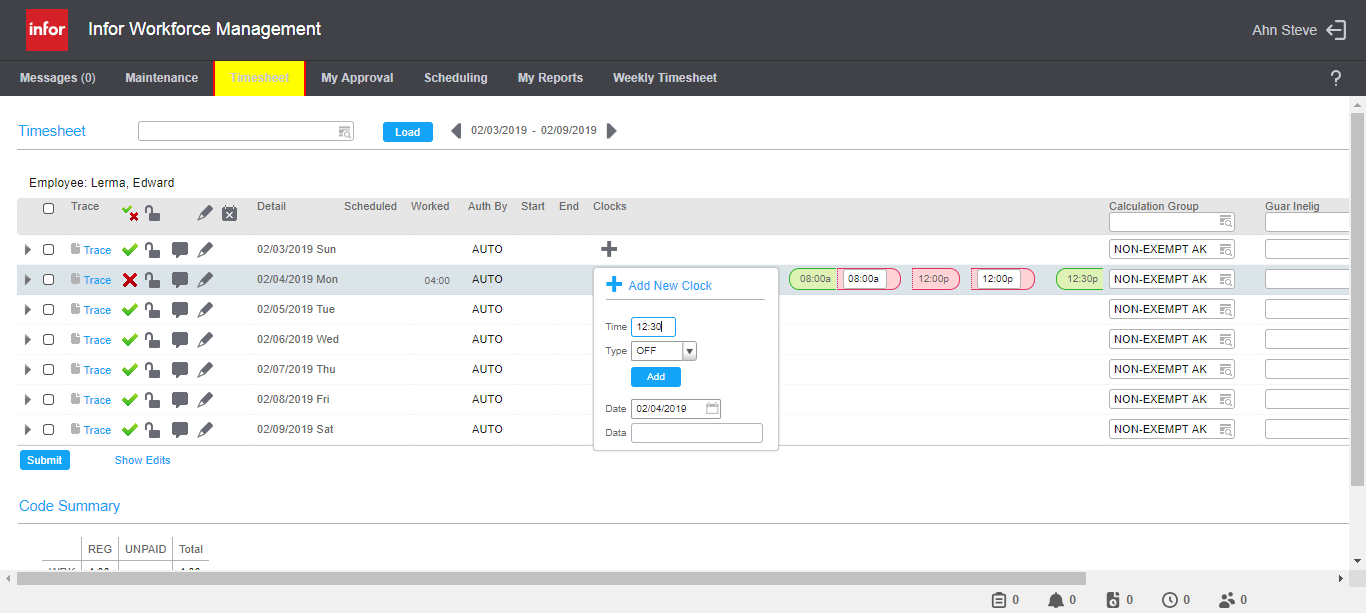 infor Infor Workforce Management Ahn Steve
Messages (0) Maintenance Timesheet My Approval Scheduling My Reports Weekly Timesheet ?
Timesheet Load 02/03/2019 - 02/09/2019
Employee: Lerma, Edward
Trace Detail Scheduled Worked Auth By Start End Clocks Calculation Group Guar Inelig
Trace 02/03/2019 Sun AUTO NON-EXEMPT AK
Trace 02/04/2019 Mon 04:00 AUTO 08:00a 08:00a 12:00p 12:00p 12:30p NON-EXEMPT AK
Add New Clock
Trace 02/05/2019 Tue AUTO NON-EXEMPT AK
Time 12:30
Trace 02/06/2019 Wed AUTO NON-EXEMPT AK
Type OFF
Trace 02/07/2019 Thu AUTO NON-EXEMPT AK
Add
Trace 02/08/2019 Fri AUTO NON-EXEMPT AK
Date 02/04/2019
Trace 02/09/2019 Sat AUTO NON-EXEMPT AK
Data
Submit Show Edits
Code Summary
REG UNPAID Total
0 0 0 0 0